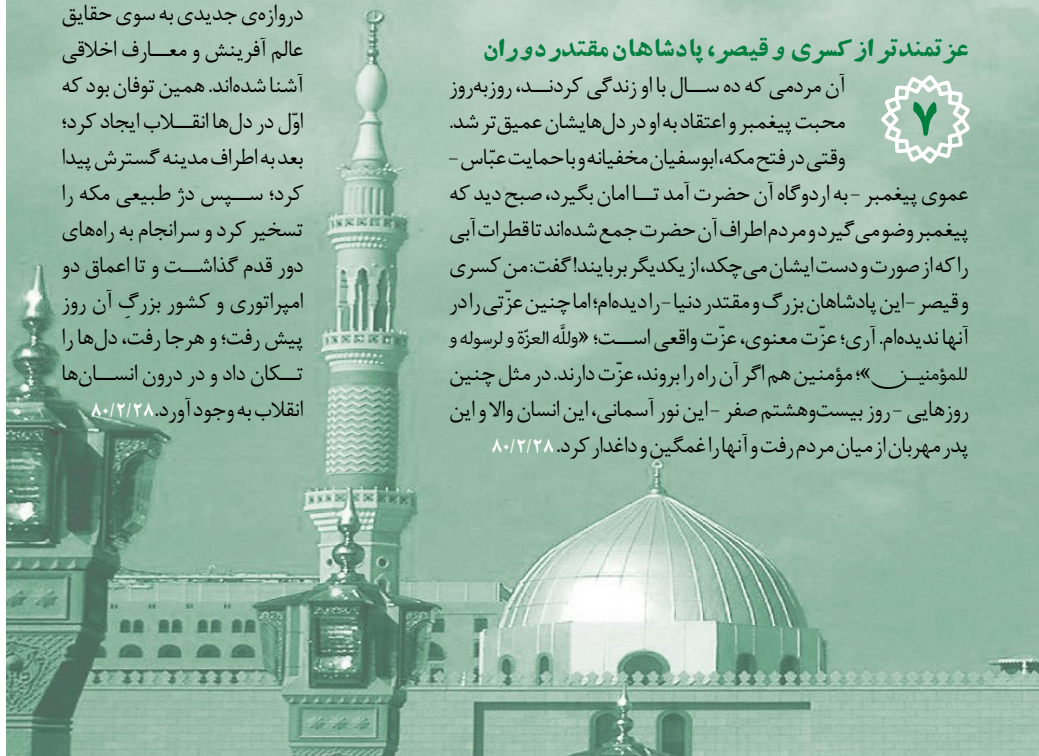 عزتمندتر از کسری و قیصر، پادشاهان مقتدر دوران
۷
آن مردمی که ده ســال با او زندگی کردنــد، روزبه‌روز
محبت پیغمبر و اعتقاد به او در دل‌هایشان عمیق‌تر شد.
وقتی در فتح مکه، ابوسفیان مخفیانه و با حمایت عبّاس -
عموی پیغمبر - به اردوگاه آن حضرت آمد تــا امان بگیرد، صبح دید که
پیغمبر وضو می‌گیرد و مردم اطراف آن حضرت جمع شده‌اند تا قطرات آبی
را که از صورت و دست ایشان می‌چکد، از یکدیگر بربایند! گفت: من کسری
و قیصر - این پادشاهان بزرگ و مقتدر دنیا - را دیده‌ام؛ اما چنین عزّتی را در
آنها ندیده‌ام. آری؛ عزّت معنوی، عزّت واقعی اســت؛ «وللَّه العزّة و لرسوله و
للمؤمنیــن»؛ مؤمنین هم اگر آن راه را بروند، عزّت دارند. در مثل چنین
روزهایی - روز بیست‌وهشتم صفر - این نور آسمانی، این انسان والا و این
پدر مهربان از میان مردم رفت و آنها را غمگین و داغدار کرد. ۸۰/۲/۲۸
دروازه‌ی جدیدی به سوی حقایق
عالم آفرینش و معــارف اخلاقی
آشنا شده‌اند. همین توفان بود که
اوّل در دل‌ها انقــلاب ایجاد کرد؛
بعد به اطراف مدینه گسترش پیدا
کرد؛ ســپس دژ طبیعی مکه را
تسخیر کرد و سرانجام به راه‌های
دور قدم گذاشــت و تا اعماق دو
امپراتوری و کشور بزرگِ آن روز
پیش رفت؛ و هرجا رفت، دل‌ها را
تــکان داد و در درون انســان‌ها
انقلاب به وجود آورد. ۸۰/۲/۲۸